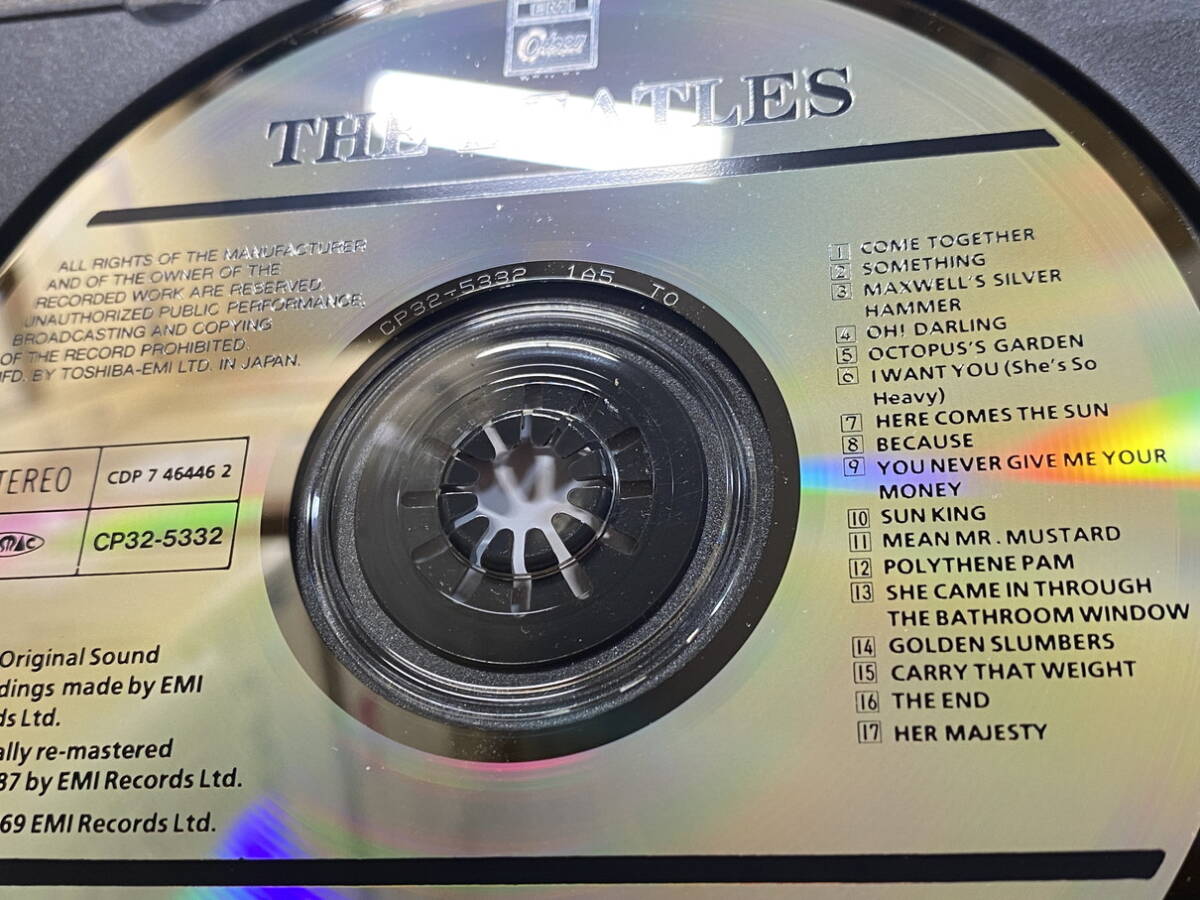 Odeon
THE BEATLES
ALL RIGHTS OF THE MANUFACTURER
AND OF THE OWNER OF THE
RECORDED WORK ARE RESERVED.
UNAUTHORIZED PUBLIC PERFORMANCE,
BROADCASTING AND COPYING
OF THE RECORD PROHIBITED.
MFD. BY TOSHIBA-EMI LTD. IN JAPAN.
STEREO
CDP 7 46446 2
CP32-5332
Original Sound
dings made by EMI
ds Ltd.
ally re-mastered
87 by EMI Records Ltd.
69 EMI Records Ltd.
CP32-5332 1A5 TO
1 COME TOGETHER
2 SOMETHING
3 MAXWELL'S SILVER
HAMMER
4 OH! DARLING
5 OCTOPUS'S GARDEN
6 I WANT YOU (She's So
Heavy)
7 HERE COMES THE SUN
8 BECAUSE
9 YOU NEVER GIVE ME YOUR
MONEY
10 SUN KING
11 MEAN MR. MUSTARD
12 POLYTHENE PAM
13 SHE CAME IN THROUGH
THE BATHROOM WINDOW
14 GOLDEN SLUMBERS
15 CARRY THAT WEIGHT
16 THE END
17 HER MAJESTY